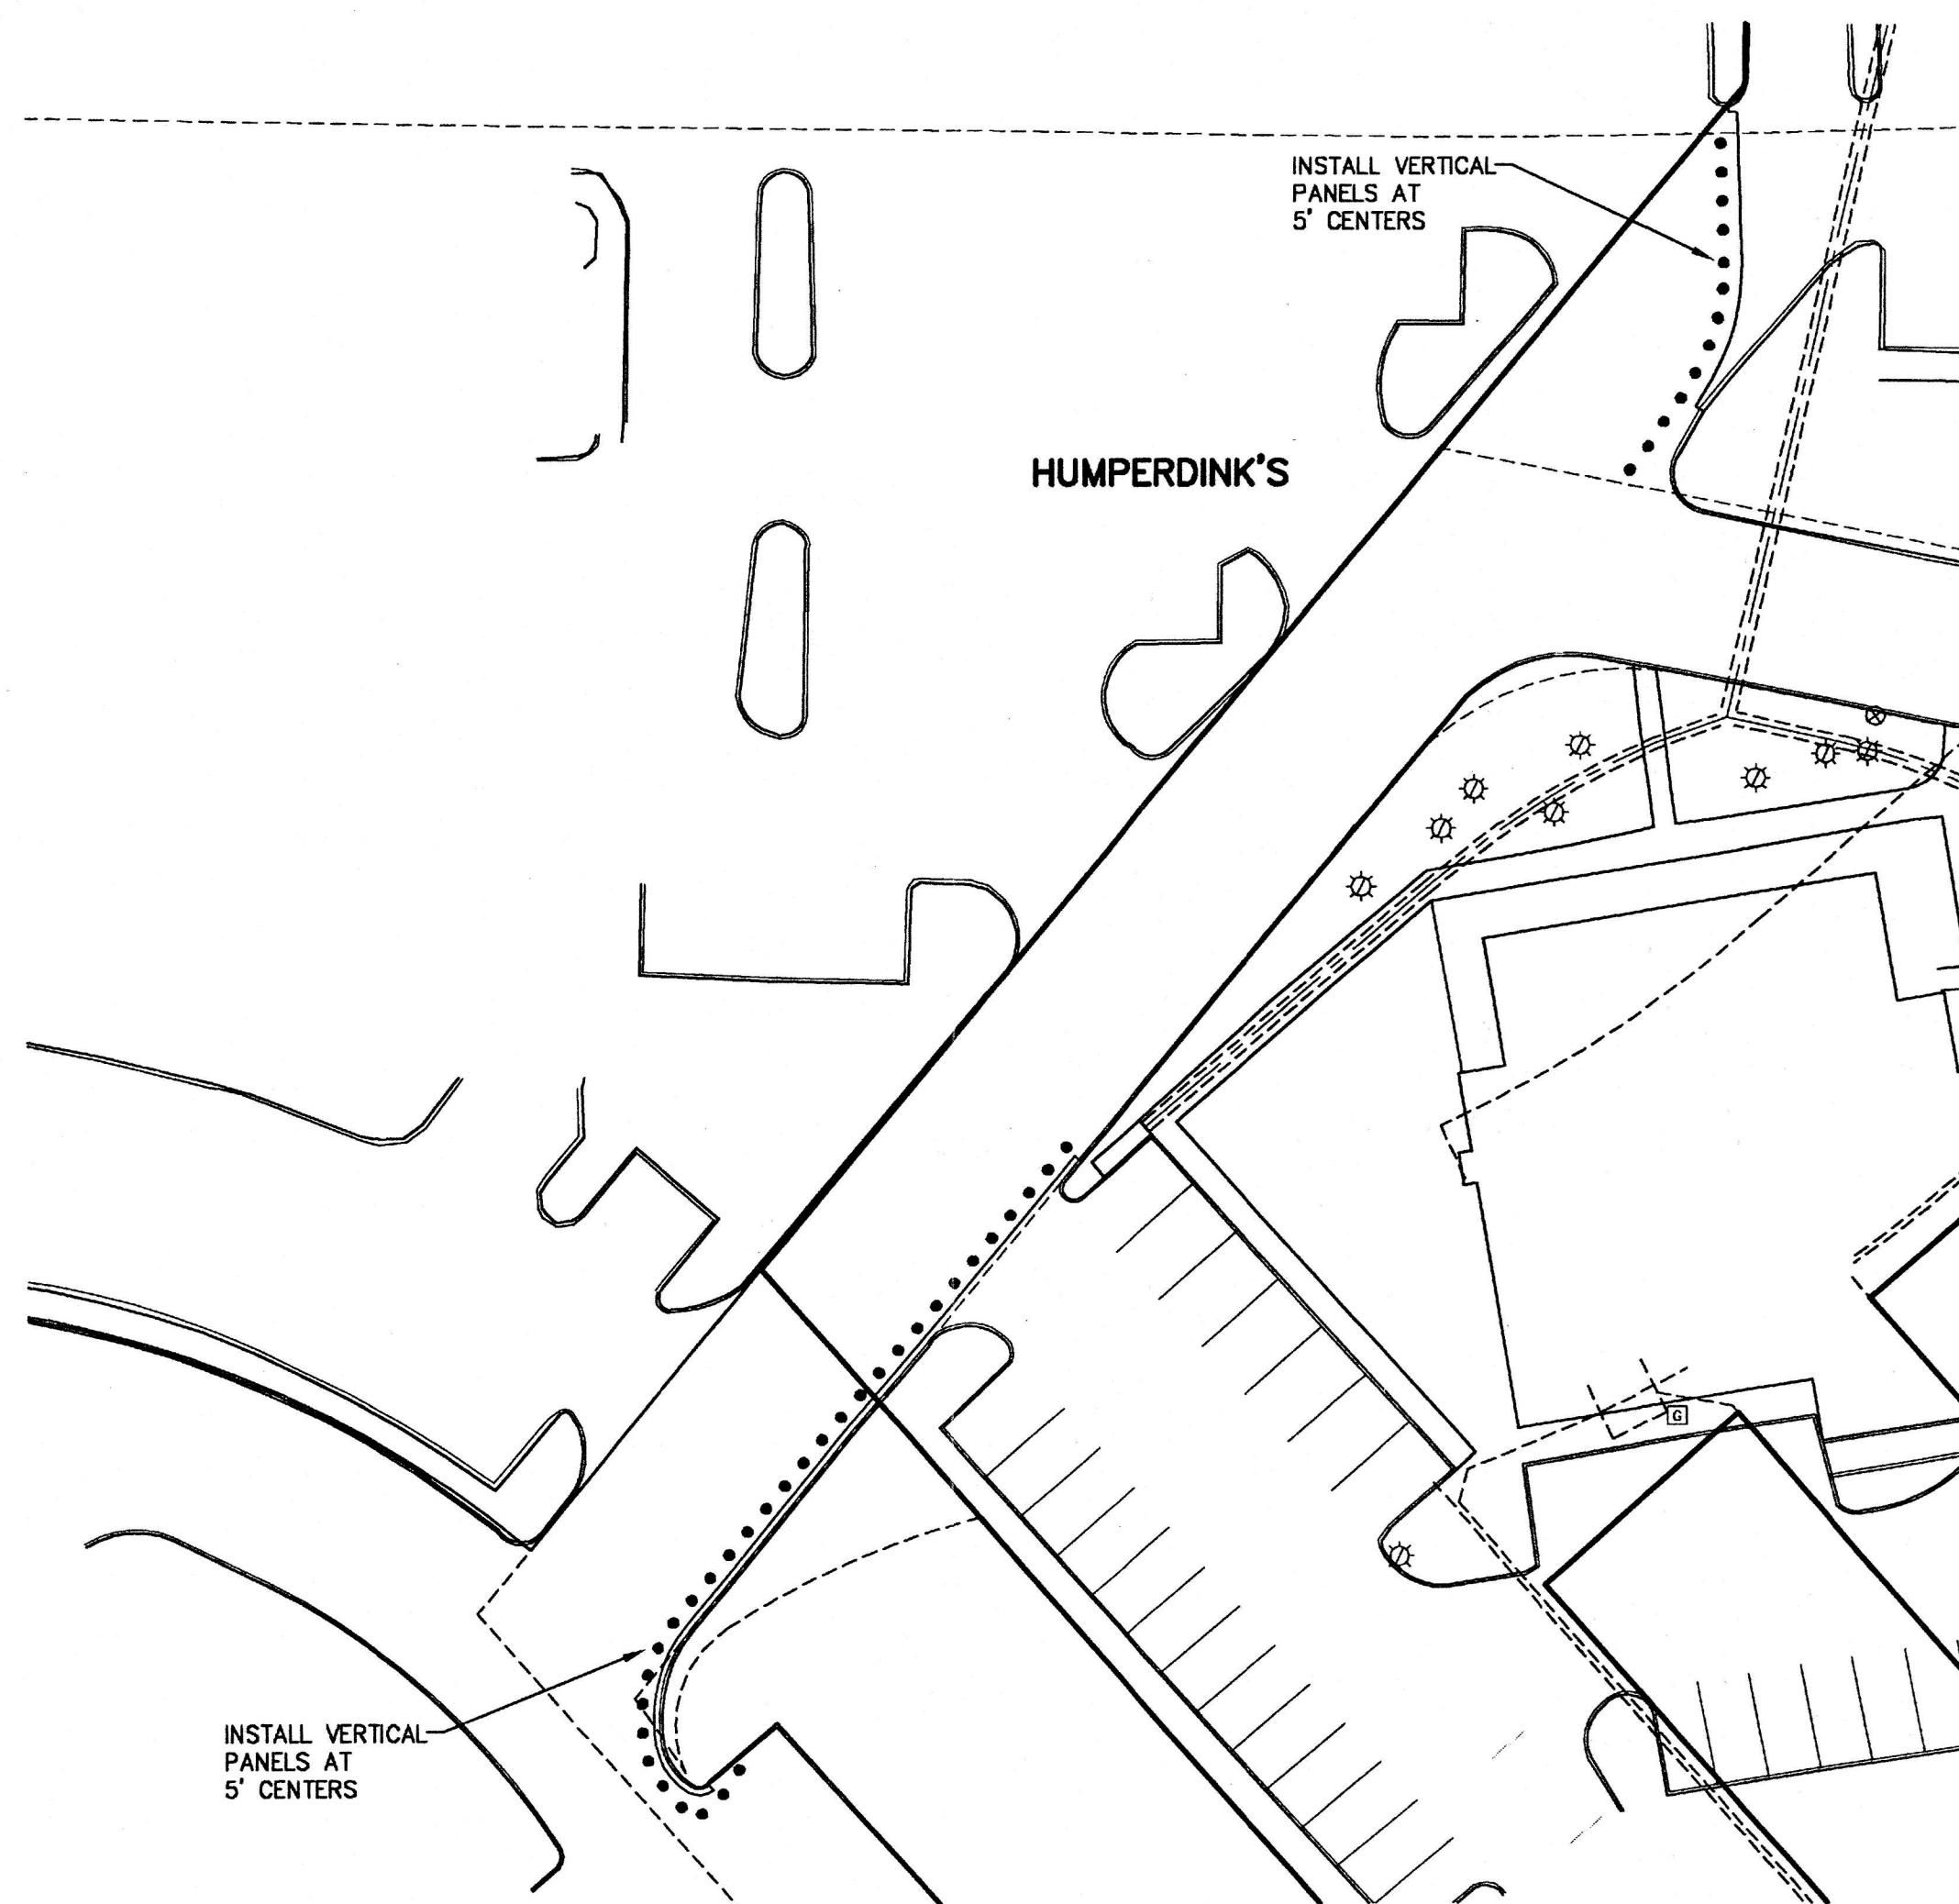 INSTALL VERTICAL
PANELS AT
5' CENTERS
HUMPERDINK'S
G
INSTALL VERTICAL
PANELS AT
5' CENTERS